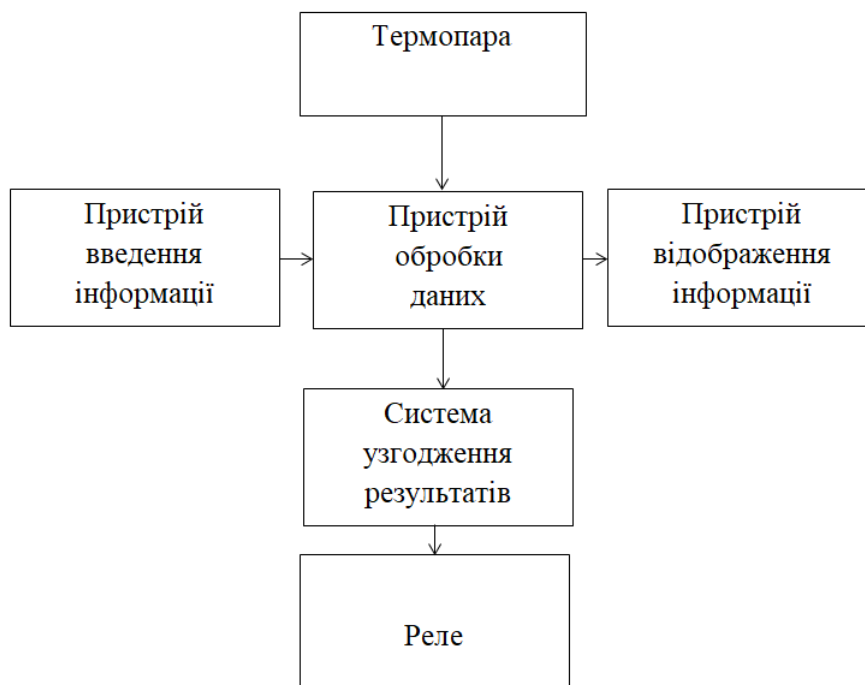 Термопара
Пристрій
введення
інформації
Пристрій
обробки
даних
Пристрій
відображення
інформації
Система
узгодження
результатів
Реле